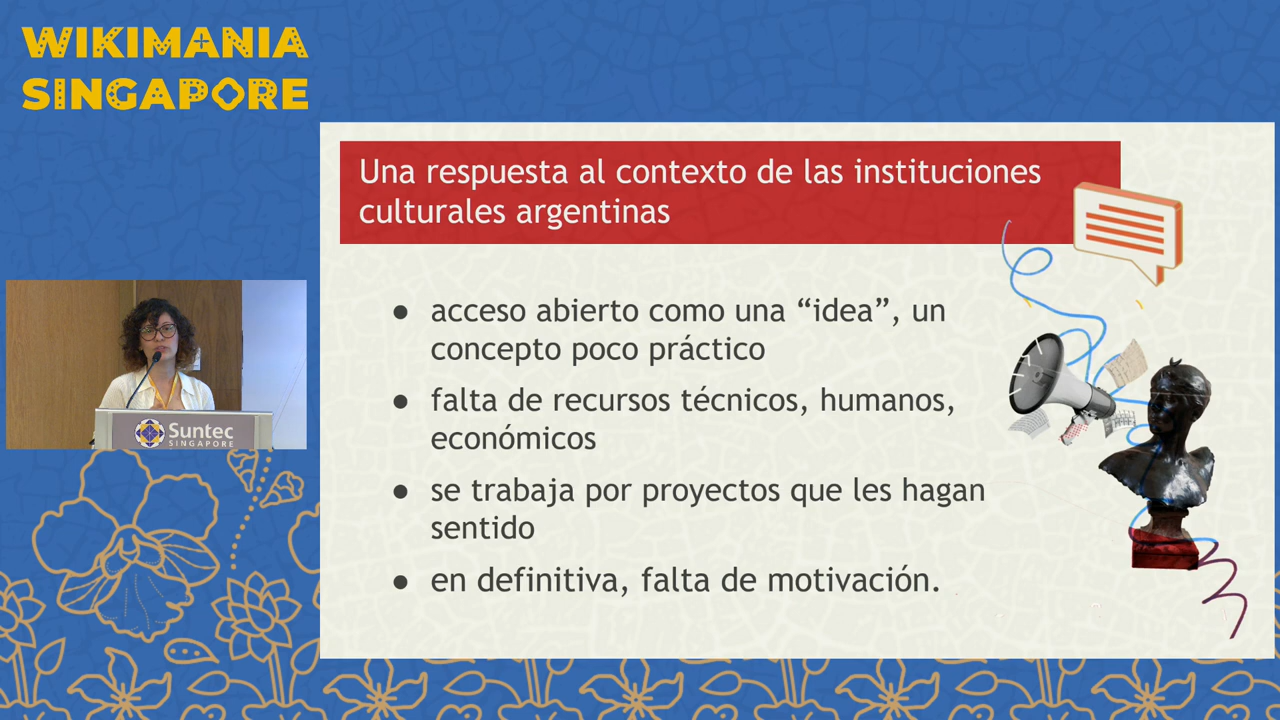 WIKIMANIA
SINGAPORE
Una respuesta al contexto de las instituciones
culturales argentinas
● acceso abierto como una “idea”, un
concepto poco práctico
● falta de recursos técnicos, humanos,
económicos
● se trabaja por proyectos que les hagan
sentido
● en definitiva, falta de motivación.
Suntec
SINGAPORE